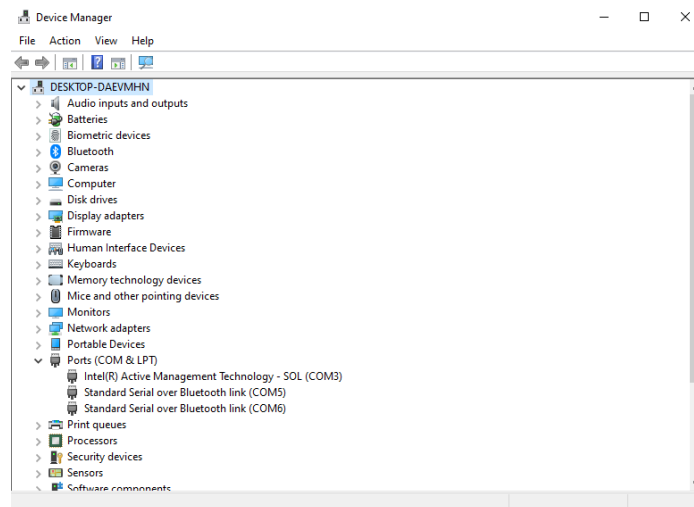 Device Manager
File Action View Help
DESKTOP-DAEVMHN
Audio inputs and outputs
Batteries
Biometric devices
Bluetooth
Cameras
Computer
Disk drives
Display adapters
Firmware
Human Interface Devices
Keyboards
Memory technology devices
Mice and other pointing devices
Monitors
Network adapters
Portable Devices
Ports (COM & LPT)
Intel(R) Active Management Technology - SOL (COM3)
Standard Serial over Bluetooth link (COM5)
Standard Serial over Bluetooth link (COM6)
Print queues
Processors
Security devices
Sensors
Software components